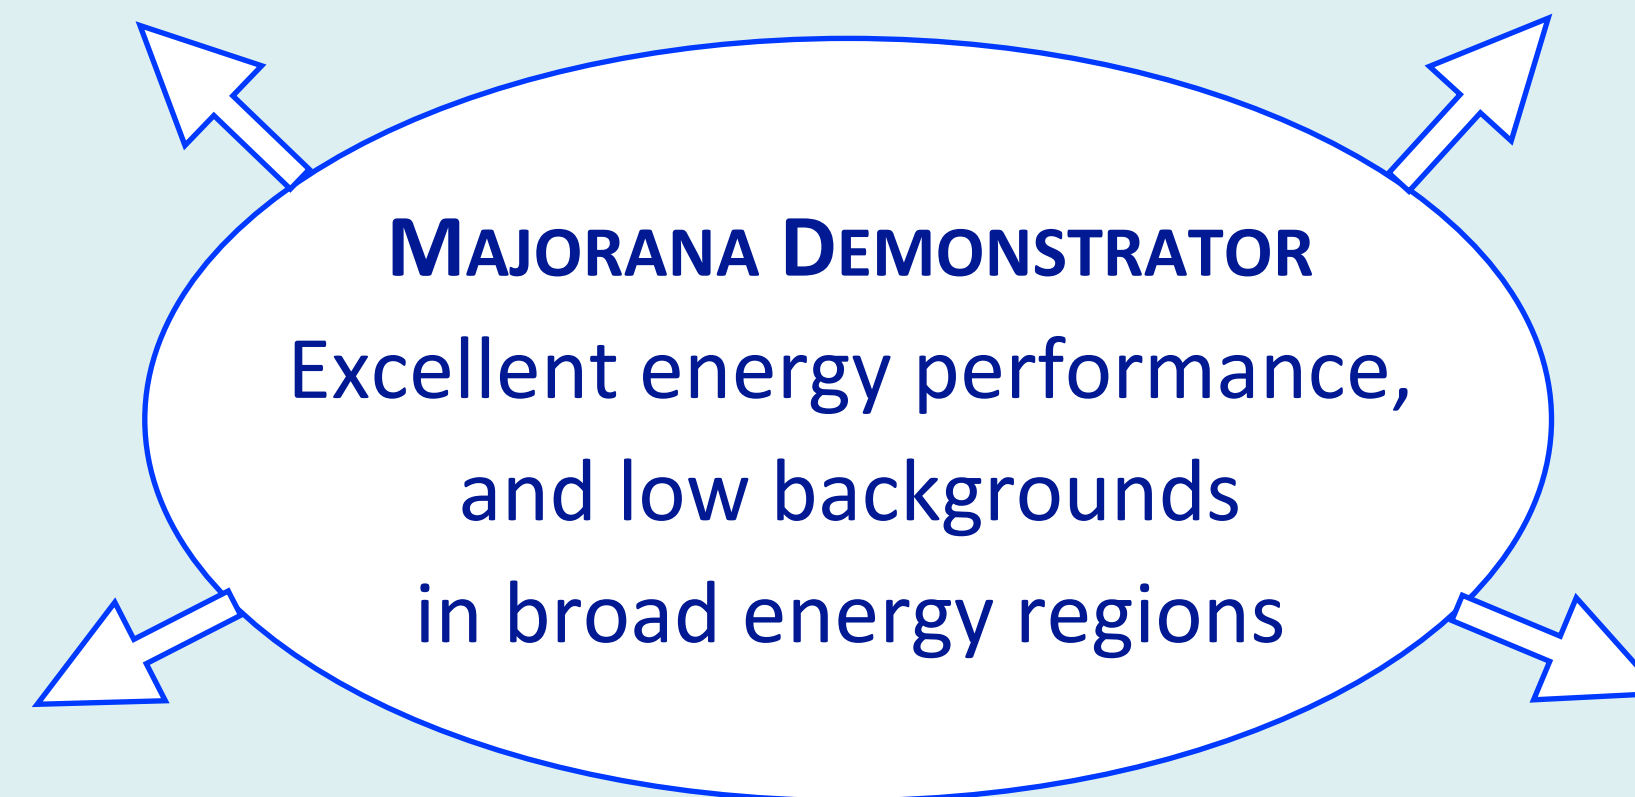 MAJORANA DEMONSTRATOR
Excellent energy performance,
and low backgrounds
in broad energy regions